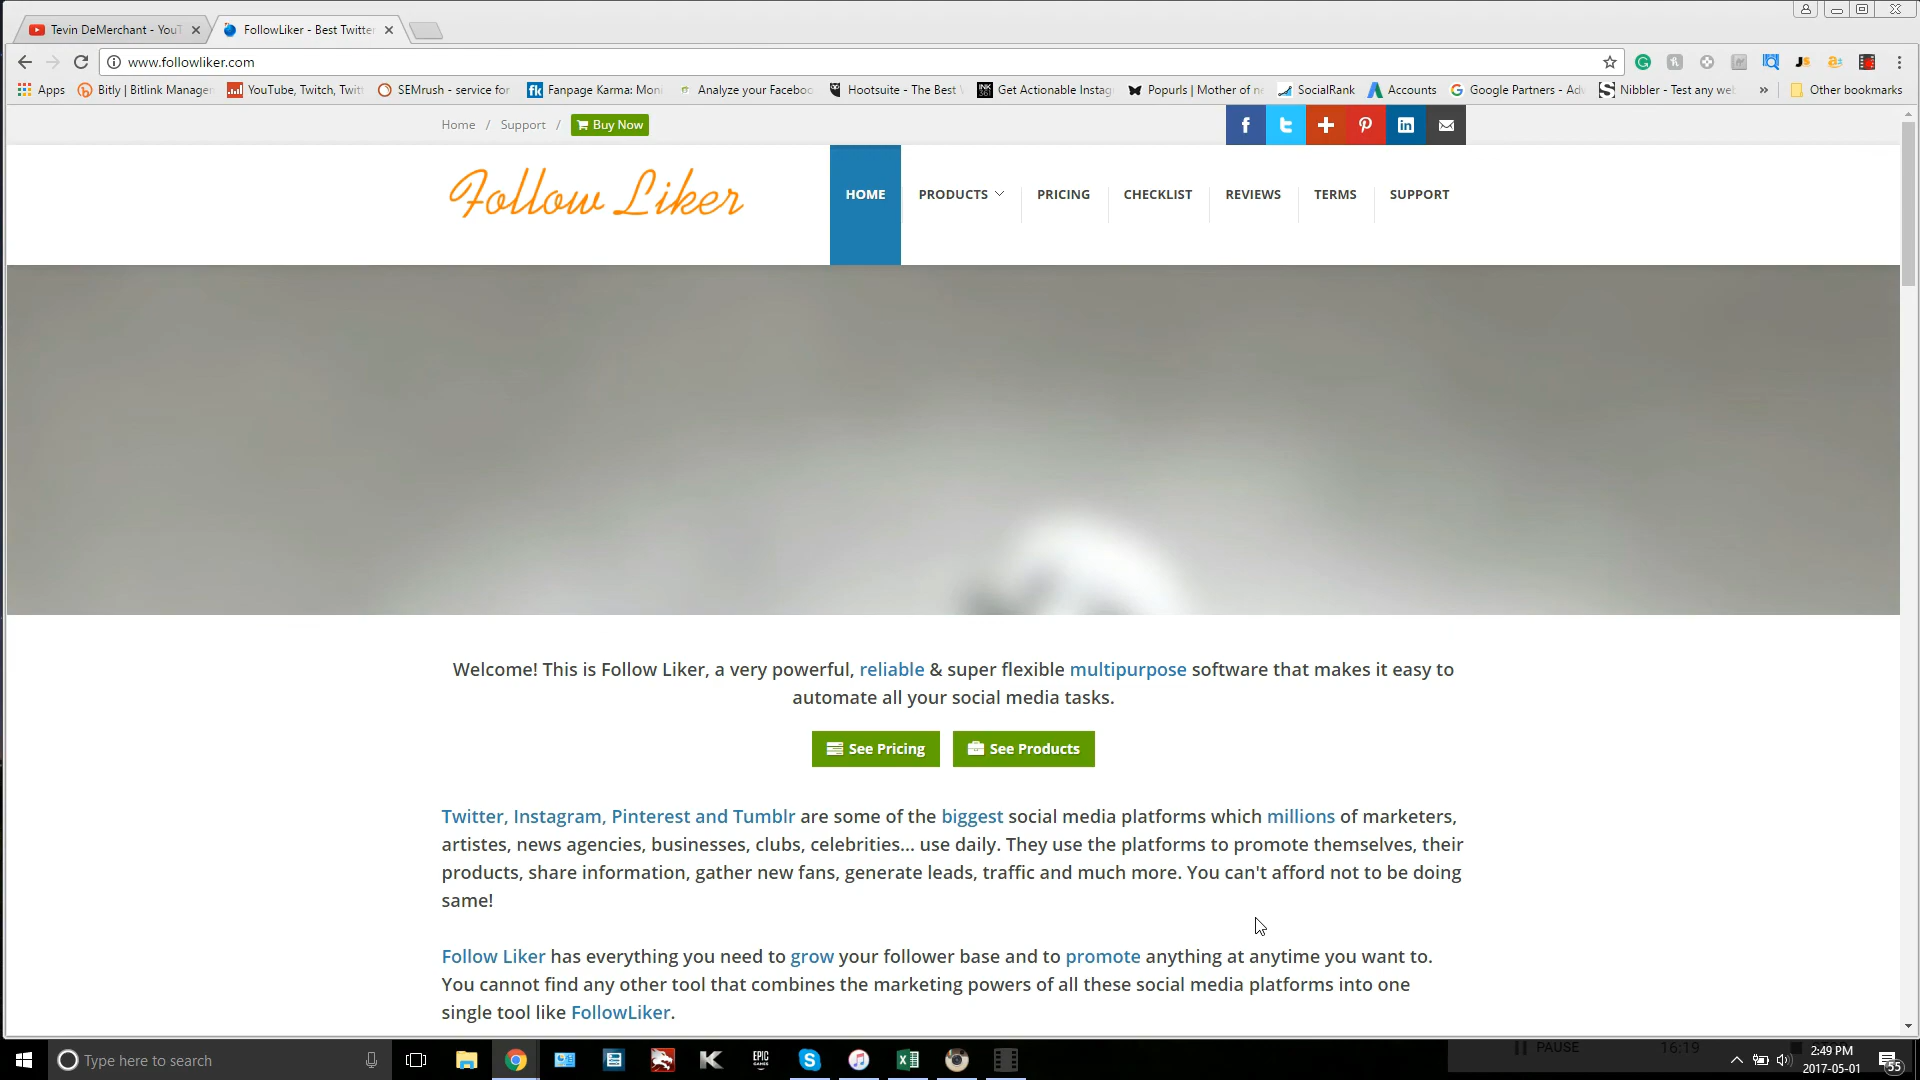 Tevin DeMerchant - YouT
FollowLiker - Best Twitter
www.followliker.com
Apps
Bitly | Bitlink Manager
YouTube, Twitch, Twitt
SEMrush - service for
Fanpage Karma: Moni
Analyze your Faceboo
Hootsuite - The Best
Get Actionable Instag
Popurls | Mother of ne
SocialRank
Accounts
Google Partners - Adv
Nibbler - Test any web
»
Other bookmarks
Home / Support / Buy Now
Follow Liker
HOME
PRODUCTS
PRICING
CHECKLIST
REVIEWS
TERMS
SUPPORT
Welcome! This is Follow Liker, a very powerful, reliable & super flexible multipurpose software that makes it easy to
automate all your social media tasks.
See Pricing
See Products
Twitter, Instagram, Pinterest and Tumblr are some of the biggest social media platforms which millions of marketers,
artistes, news agencies, businesses, clubs, celebrities... use daily. They use the platforms to promote themselves, their
products, share information, gather new fans, generate leads, traffic and much more. You can't afford not to be doing
same!
Follow Liker has everything you need to grow your follower base and to promote anything at anytime you want to.
You cannot find any other tool that combines the marketing powers of all these social media platforms into one
single tool like FollowLiker.
Type here to search
EPIC
GAMES
PAUSE
16:19
2:49 PM
2017-05-01
55